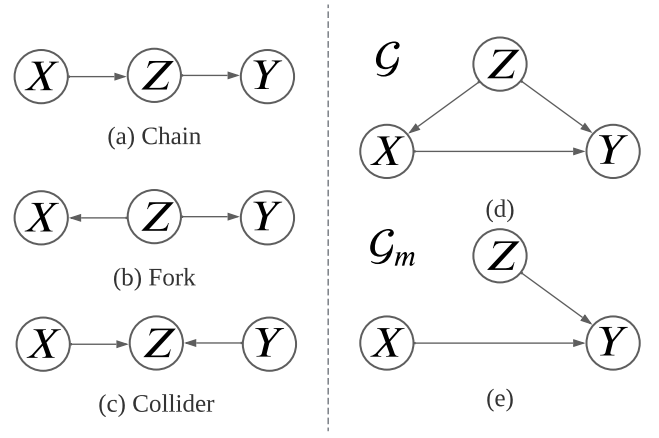 X Z Y
(a) Chain
X Z Y
(b) Fork
X Z Y
(c) Collider
𝒢
Z
X Y
(d)
𝒢m
Z
X Y
(e)